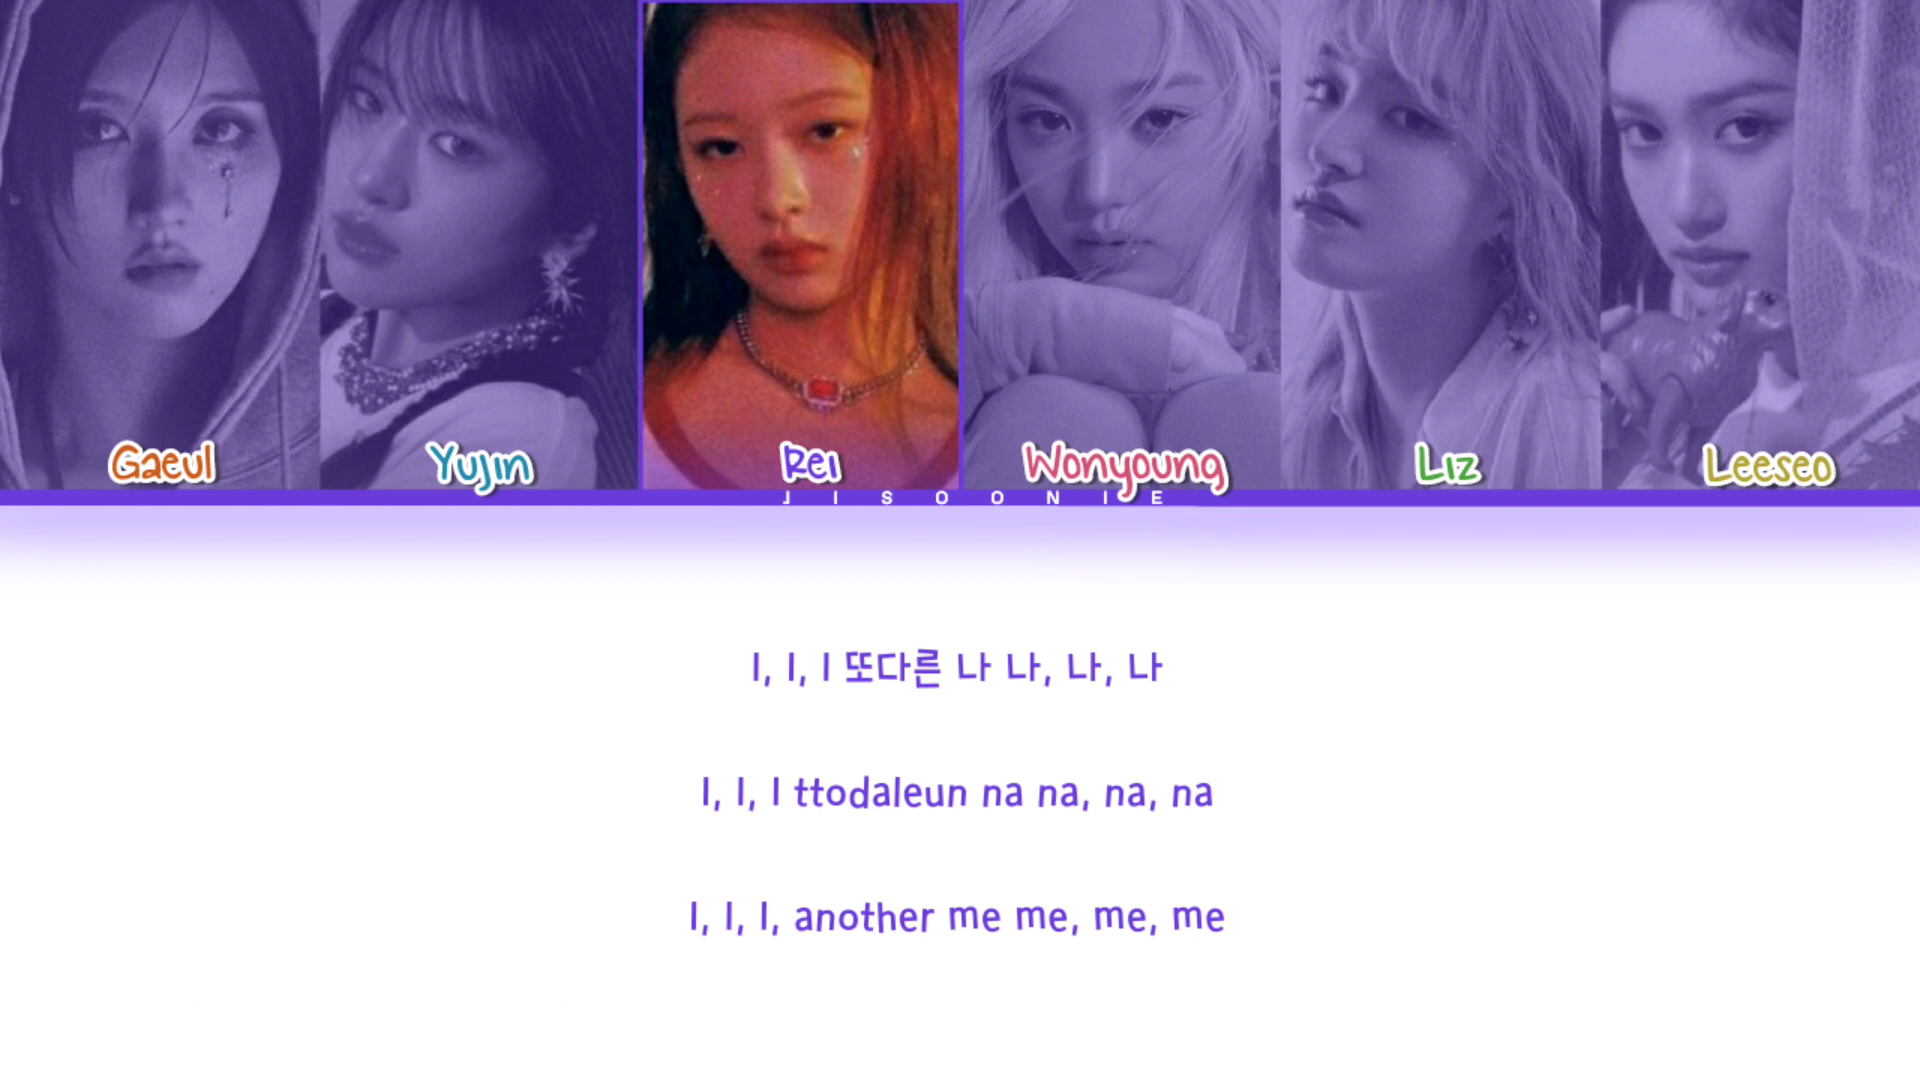 Gaeul Yujin Rei Wonyoung Liz Leeseo
JISOONIE
I, I, I 또다른 나 나, 나, 나
I, I, I ttodaleun na na, na, na
I, I, I, another me me, me, me